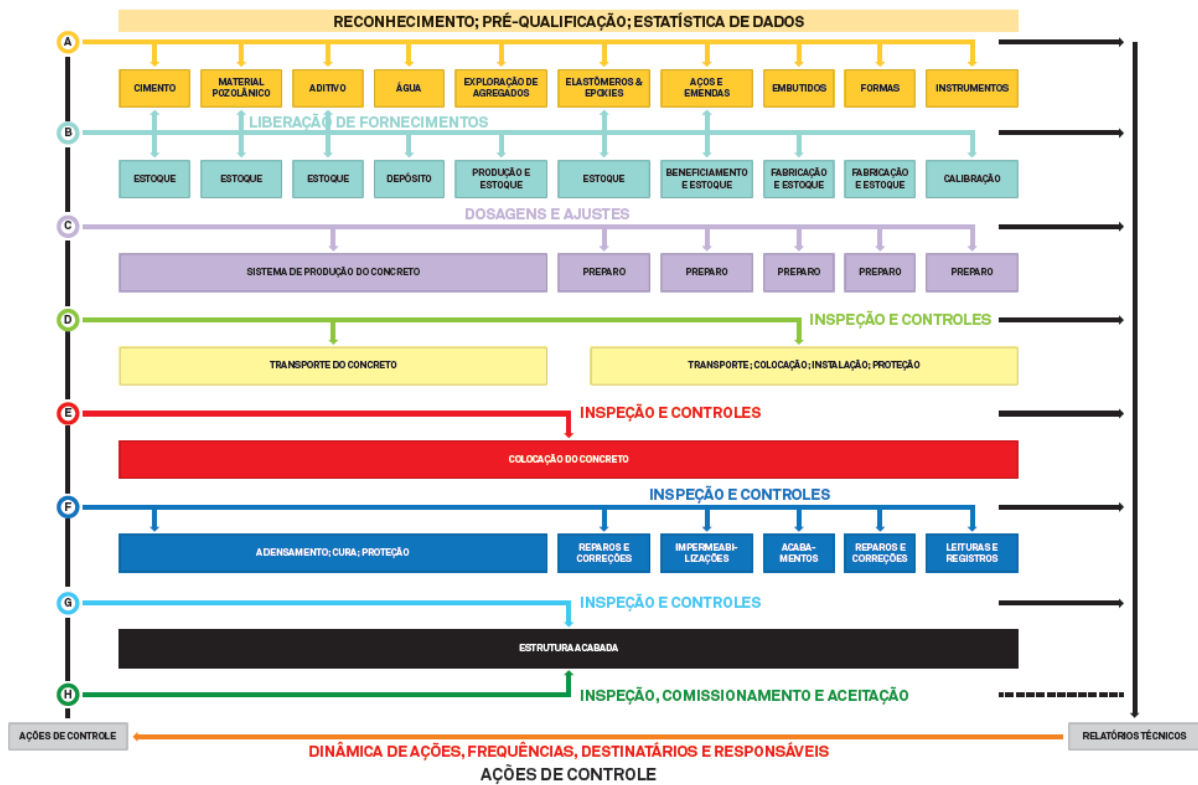 RECONHECIMENTO; PRÉ-QUALIFICAÇÃO; ESTATÍSTICA DE DADOS
A
CIMENTO
MATERIAL
POZOLÂNICO
ADITIVO
ÁGUA
EXPLORAÇÃO DE
AGREGADOS
ELASTÔMEROS &
EPOXIES
AÇOS E
EMENDAS
EMBUTIDOS
FORMAS
INSTRUMENTOS
LIBERAÇÃO DE FORNECIMENTOS
B
ESTOQUE
ESTOQUE
ESTOQUE
DEPÓSITO
PRODUÇÃO E
ESTOQUE
ESTOQUE
BENEFICIAMENTO
E ESTOQUE
FABRICAÇÃO
E ESTOQUE
FABRICAÇÃO
E ESTOQUE
CALIBRAÇÃO
DOSAGENS E AJUSTES
C
SISTEMA DE PRODUÇÃO DO CONCRETO
PREPARO
PREPARO
PREPARO
PREPARO
PREPARO
D
INSPEÇÃO E CONTROLES
TRANSPORTE DO CONCRETO
TRANSPORTE; COLOCAÇÃO; INSTALAÇÃO; PROTEÇÃO
E
INSPEÇÃO E CONTROLES
COLOCAÇÃO DO CONCRETO
INSPEÇÃO E CONTROLES
F
ADENSAMENTO; CURA; PROTEÇÃO
REPAROS E
CORREÇÕES
IMPERMEABI-
LIZAÇÕES
ACABA-
MENTOS
REPAROS E
CORREÇÕES
LEITURAS E
REGISTROS
G
INSPEÇÃO E CONTROLES
ESTRUTURA ACABADA
H
INSPEÇÃO, COMISSIONAMENTO E ACEITAÇÃO
AÇÕES DE CONTROLE
RELATÓRIOS TÉCNICOS
DINÂMICA DE AÇÕES, FREQUÊNCIAS, DESTINATÁRIOS E RESPONSÁVEIS
AÇÕES DE CONTROLE